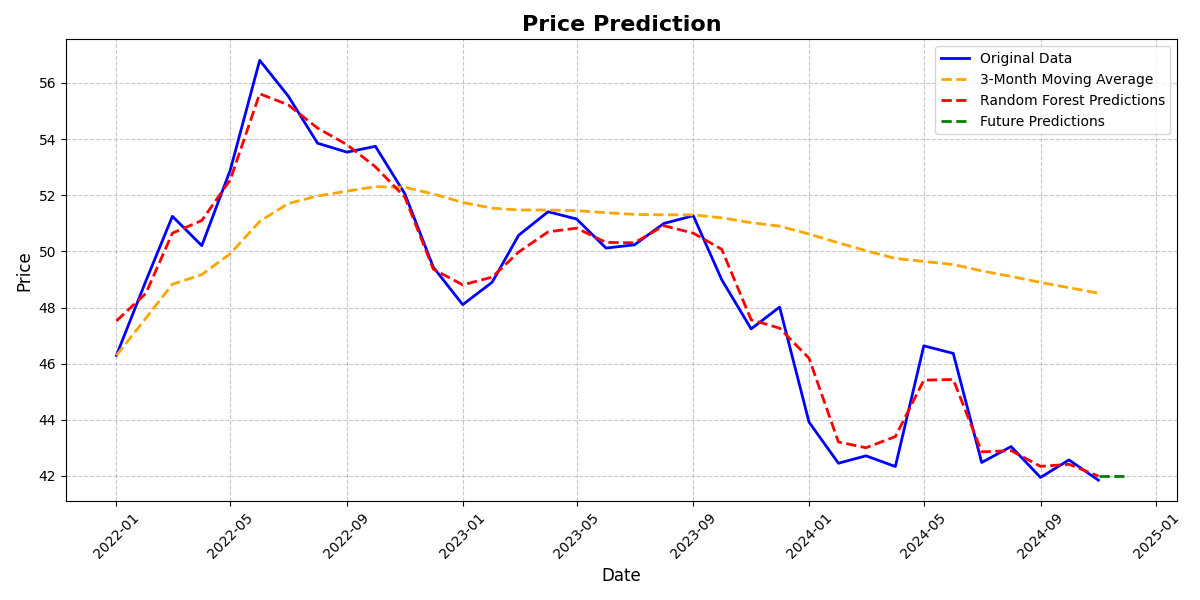 Price Prediction
Original Data
3-Month Moving Average
Random Forest Predictions
Future Predictions
Price
56
54
52
50
48
46
44
42
2022-01
2022-05
2022-09
2023-01
2023-05
2023-09
2024-01
2024-05
2024-09
2025-01
Date